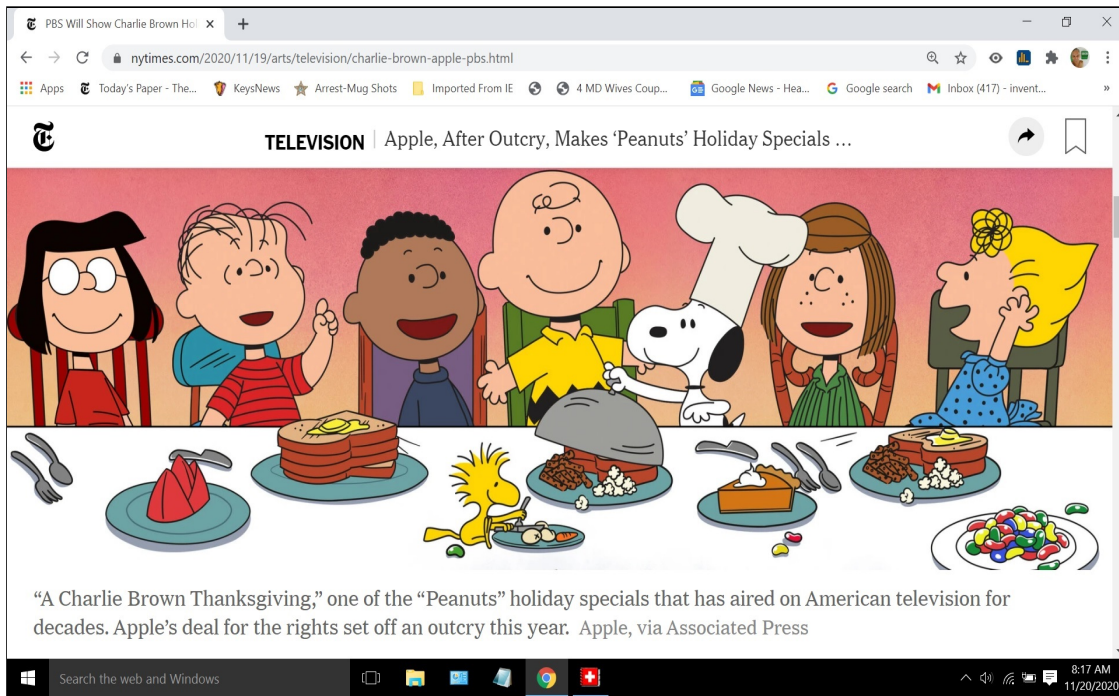 PBS Will Show Charlie Brown Hol
nytimes.com/2020/11/19/arts/television/charlie-brown-apple-pbs.html
Apps
Today's Paper - The...
KeysNews
Arrest-Mug Shots
Imported From IE
4 MD Wives Coup...
Google News - Hea...
Google search
Inbox (417) - invent...
TELEVISION | Apple, After Outcry, Makes ‘Peanuts’ Holiday Specials …
“A Charlie Brown Thanksgiving,” one of the “Peanuts” holiday specials that has aired on American television for
decades. Apple’s deal for the rights set off an outcry this year. Apple, via Associated Press
Search the web and Windows
8:17 AM
11/20/2020